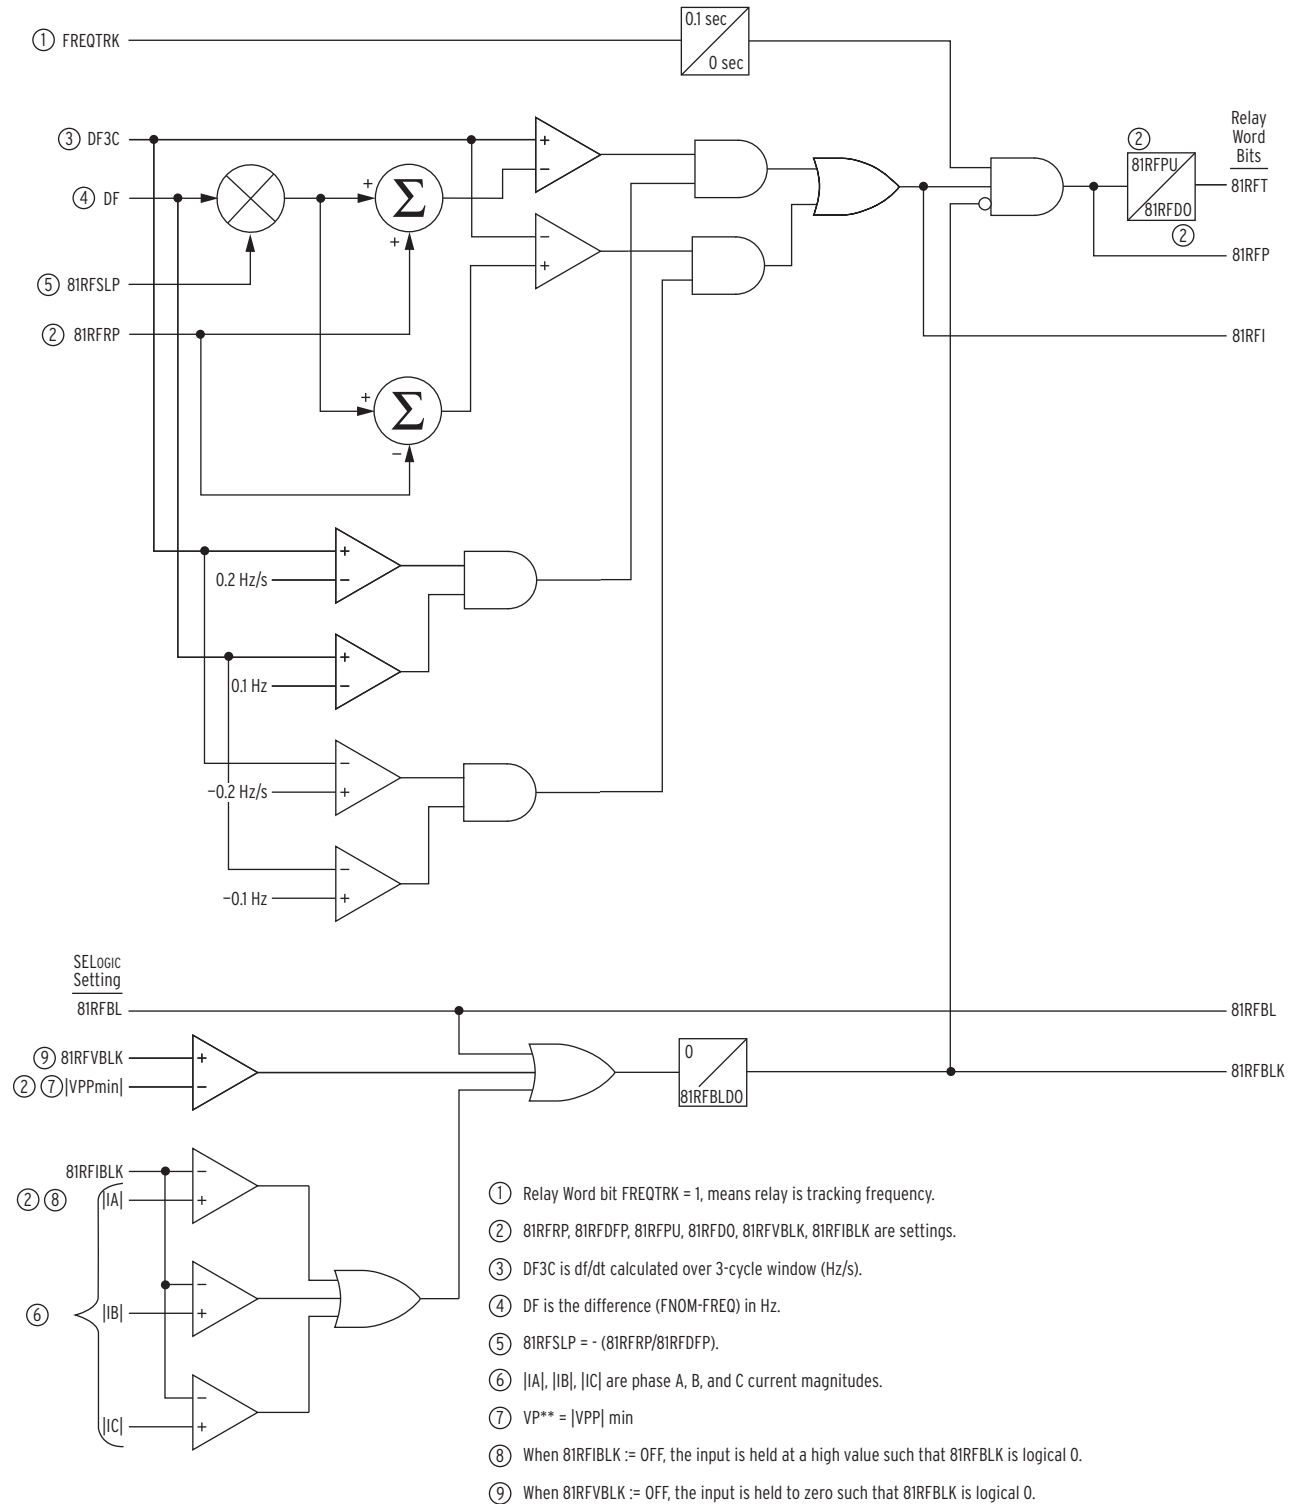 0.1 sec
0 sec
① FREQTRK
③ DF3C
④ DF
⑤ 81RFSLP
② 81RFRP
+
−
−
+
+
+
Σ
+
−
Σ
②
81RFPU
81RFDO
②
Relay
Word
Bits
81RFT
81RFP
81RFI
+
0.2 Hz/s
−
+
0.1 Hz
−
−
−0.2 Hz/s
+
−
−0.1 Hz
+
SELOGIC
Setting
81RFBL
81RFBL
⑨ 81RFVBLK
+
② ⑦ |VPPmin|
−
0
81RFBLDO
81RFBLK
81RFIBLK
−
② ⑧
|IA|
+
−
⑥
|IB|
+
−
|IC|
+
① Relay Word bit FREQTRK = 1, means relay is tracking frequency.
② 81RFRP, 81RFDFP, 81RFPU, 81RFDO, 81RFVBLK, 81RFIBLK are settings.
③ DF3C is df/dt calculated over 3-cycle window (Hz/s).
④ DF is the difference (FNOM-FREQ) in Hz.
⑤ 81RFSLP = - (81RFRP/81RFDFP).
⑥ |IA|, |IB|, |IC| are phase A, B, and C current magnitudes.
⑦ VP** = |VPP| min
⑧ When 81RFIBLK := OFF, the input is held at a high value such that 81RFBLK is logical 0.
⑨ When 81RFVBLK := OFF, the input is held to zero such that 81RFBLK is logical 0.